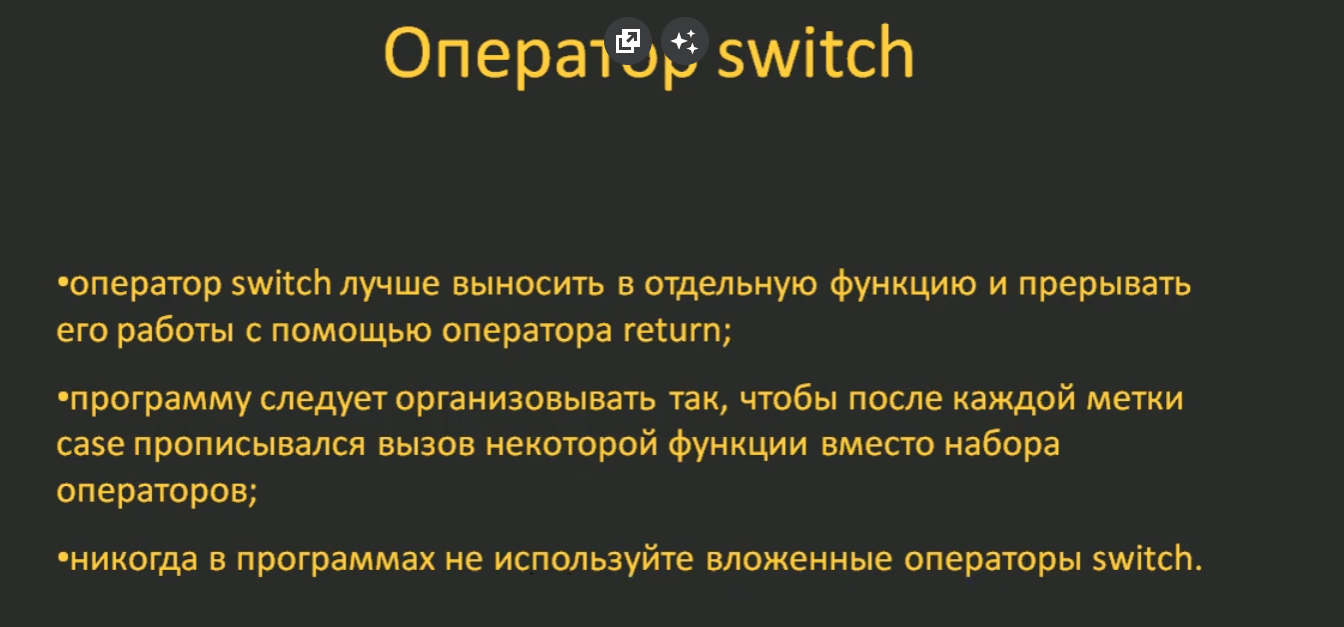 Оператор switch
•оператор switch лучше выносить в отдельную функцию и прерывать
его работы с помощью оператора return;
•программу следует организовывать так, чтобы после каждой метки
case прописывался вызов некоторой функции вместо набора
операторов;
•никогда в программах не используйте вложенные операторы switch.